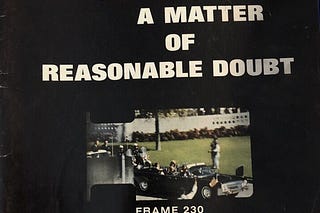 A MATTER
OF
REASONABLE DOUBT
FRAME 230